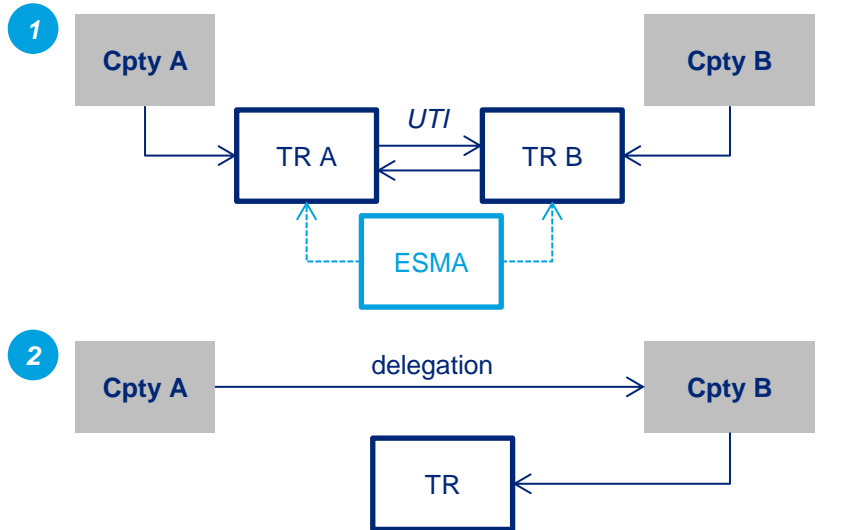 1
Cpty A
Cpty B
UTI
TR A
TR B
ESMA
2
Cpty A
delegation
Cpty B
TR